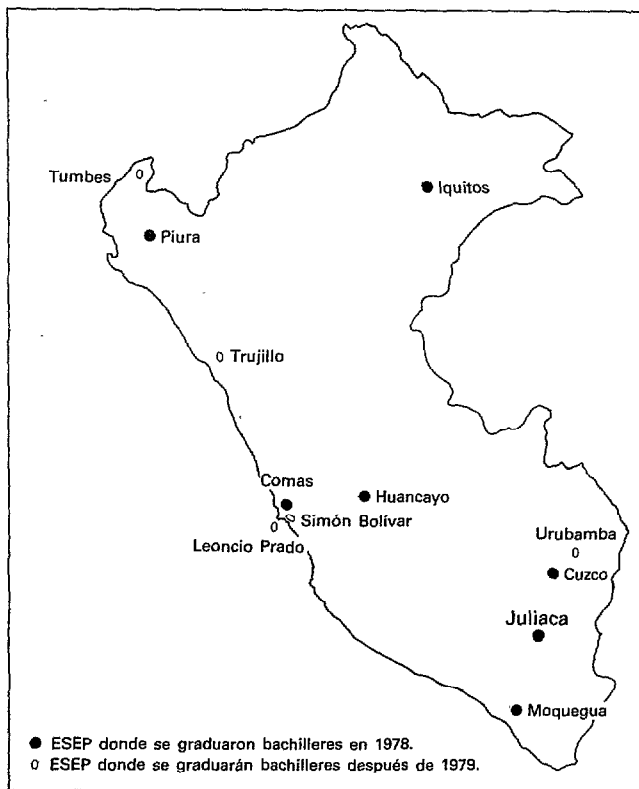 Tumbes
Iquitos
Piura
Trujillo
Comas
Huancayo
Simón Bolívar
Leoncio Prado
Urubamba
Cuzco
Juliaca
Moquegua
● ESEP donde se graduaron bachilleres en 1978.
0 ESEP donde se graduarán bachilleres después de 1979.